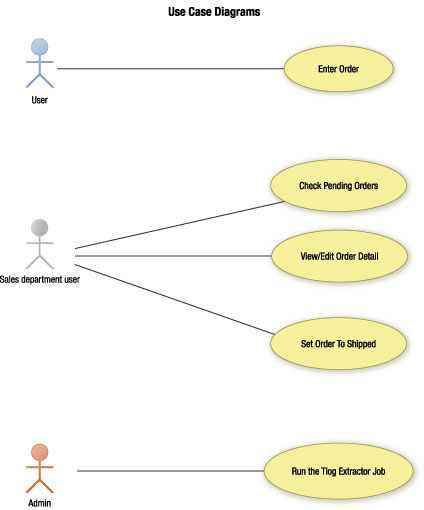 Use Case Diagrams
Enter Order
User
Check Pending Orders
View/Edit Order Detail
Sales department user
Set Order To Shipped
Run the Tlog Extractor Job
Admin